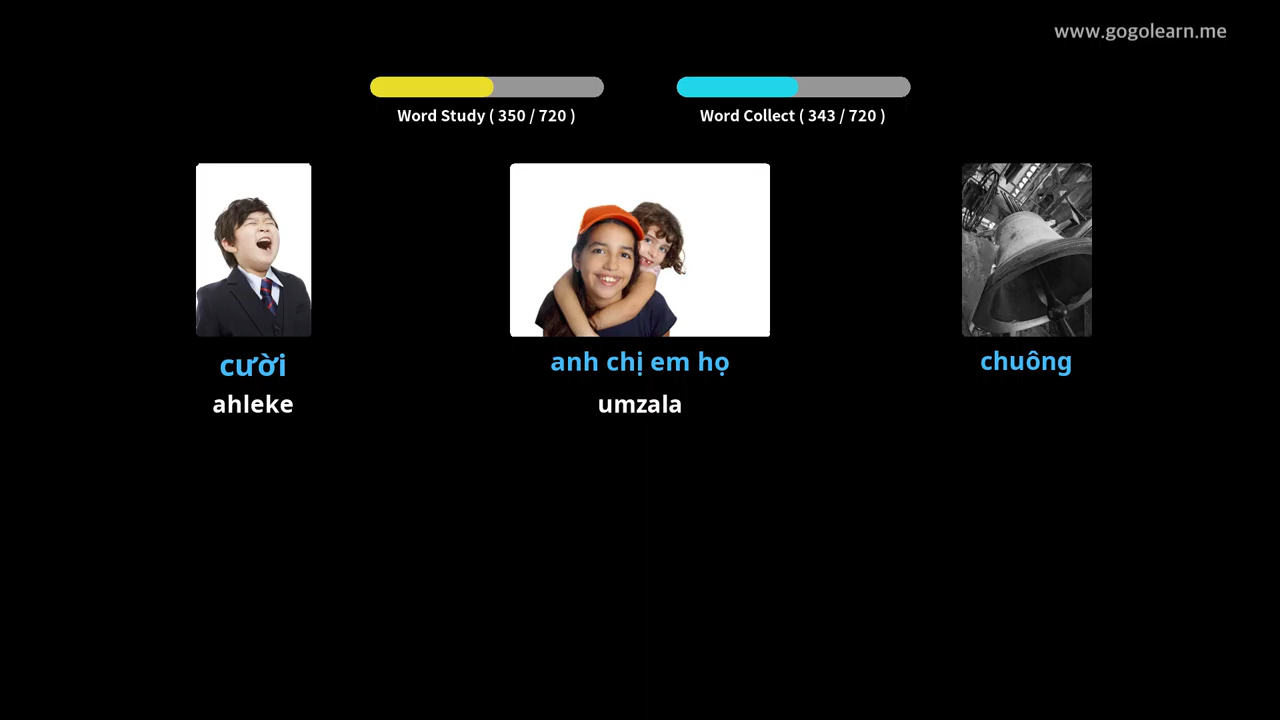 www.gogolearn.me
Word Study ( 350 / 720 )
Word Collect ( 343 / 720 )
cười
anh chị em họ
chuông
ahleke
umzala